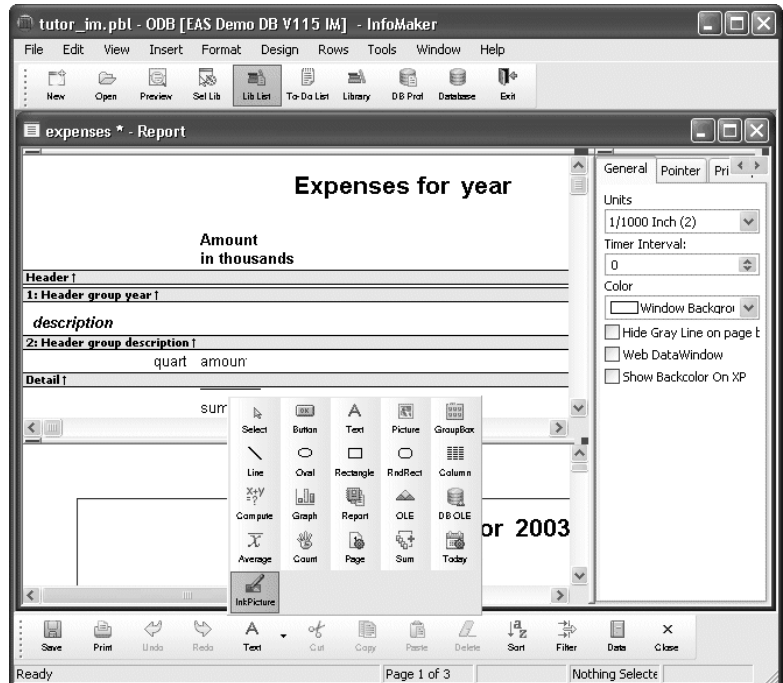 tutor_im.pbl - ODB [EAS Demo DB V115 IM] - InfoMaker
File Edit View Insert Format Design Rows Tools Window Help
New Open Preview Sel Lib Lib List To-Do List Library DB Prof Database Exit
expenses * - Report
Expenses for year
Amount
in thousands
Header ↑
1: Header group year ↑
description
2: Header group description ↑
quart amoun
Detail ↑
sum
General Pointer Pri
Units
1/1000 Inch (2)
Timer Interval:
0
Color
Window Backgrou
Hide Gray Line on page b
Web DataWindow
Show Backcolor On XP
Select Button Text Picture GroupBox
Line Oval Rectangle RndRect Column
Compute Graph Report OLE DB OLE
Average Count Page Sum Today
InkPicture
or 2003
Save Print Undo Redo Text Cut Copy Paste Delete Sort Filter Data Close
Ready Page 1 of 3 Nothing Selecte